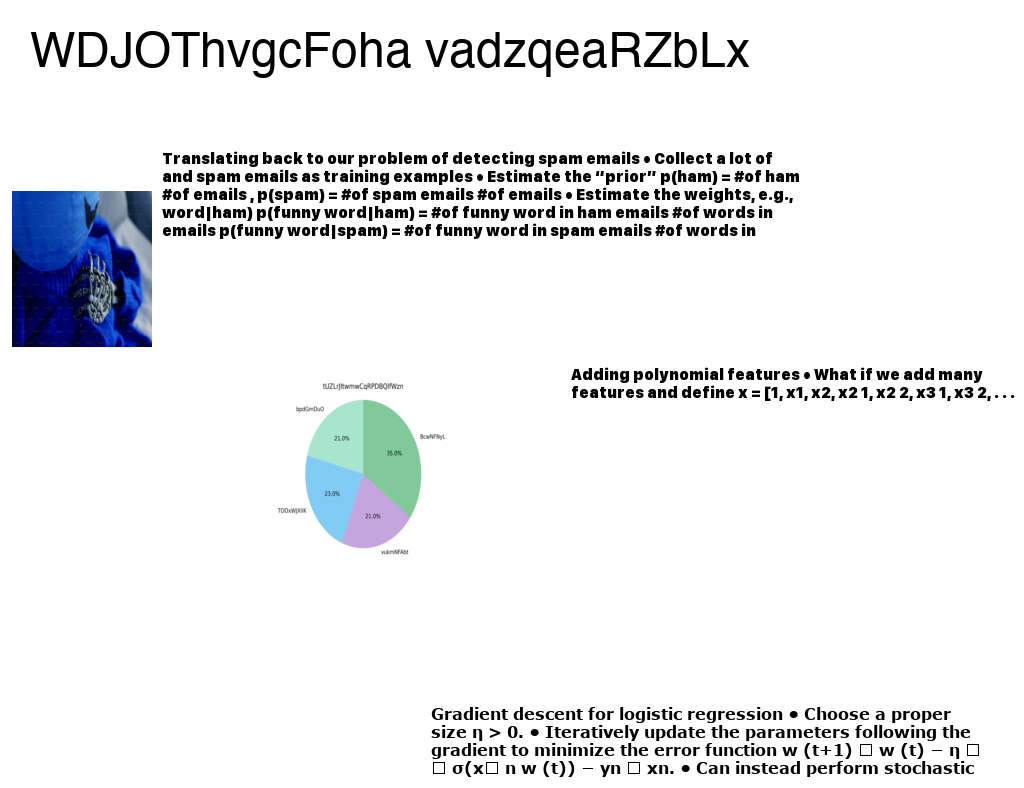 WDJOThvgcFoha vadzqeaRZbLx
Translating back to our problem of detecting spam emails • Collect a lot of
and spam emails as training examples • Estimate the “prior” p(ham) = #of ham
#of emails , p(spam) = #of spam emails #of emails • Estimate the weights, e.g.,
word|ham) p(funny word|ham) = #of funny word in ham emails #of words in
emails p(funny word|spam) = #of funny word in spam emails #of words in
Adding polynomial features • What if we add many
features and define x = [1, x1, x2, x2 1, x2 2, x3 1, x3 2, . . .
bpdGmDuO
21.0%
35.0%
23.0%
21.0%
vukmNFAbt
Gradient descent for logistic regression • Choose a proper
size η > 0. • Iteratively update the parameters following the
gradient to minimize the error function w (t+1) □ w (t) − η □
□ σ(x□ n w (t)) − yn □ xn. • Can instead perform stochastic